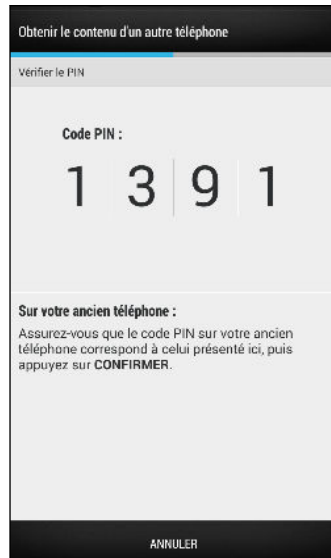 Obtenir le contenu d'un autre téléphone
Vérifier le PIN
Code PIN :
1 3 9 1
Sur votre ancien téléphone :
Assurez-vous que le code PIN sur votre ancien
téléphone correspond à celui présenté ici, puis
appuyez sur CONFIRMER.
ANNULER